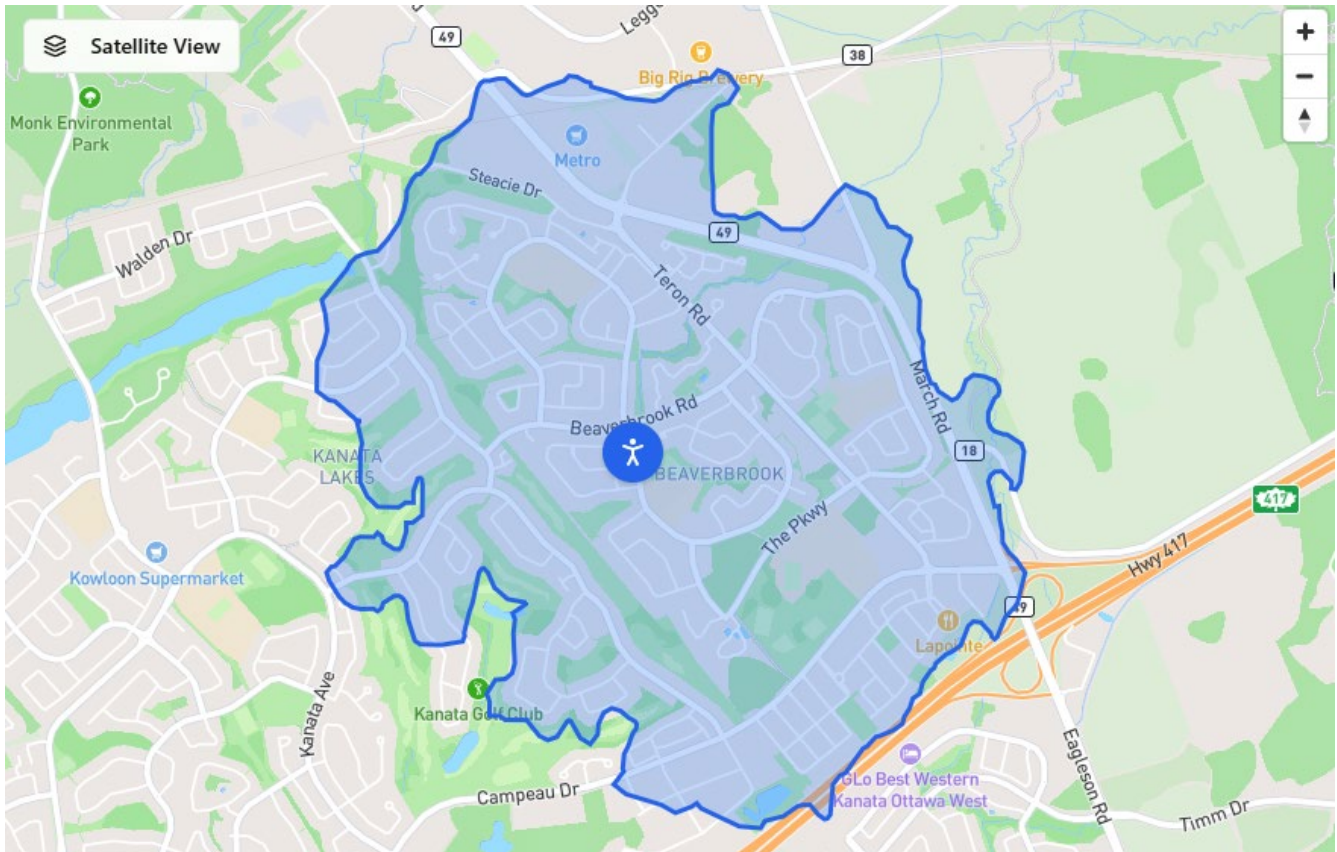 Satellite View
49
Legge
Big Rig Brewery
38
Monk Environmental
Park
Metro
Steacie Dr
49
Walden Dr
Teron Rd
March Rd
Beaverbrook Rd
KANATA
LAKES
BEAVERBROOK
18
417
The Pkwy
Hwy 417
Kowloon Supermarket
49
Lapointe
Kanata Ave
Kanata Golf Club
Eagleson Rd
GLo Best Western
Kanata Ottawa West
Campeau Dr
Timm Dr